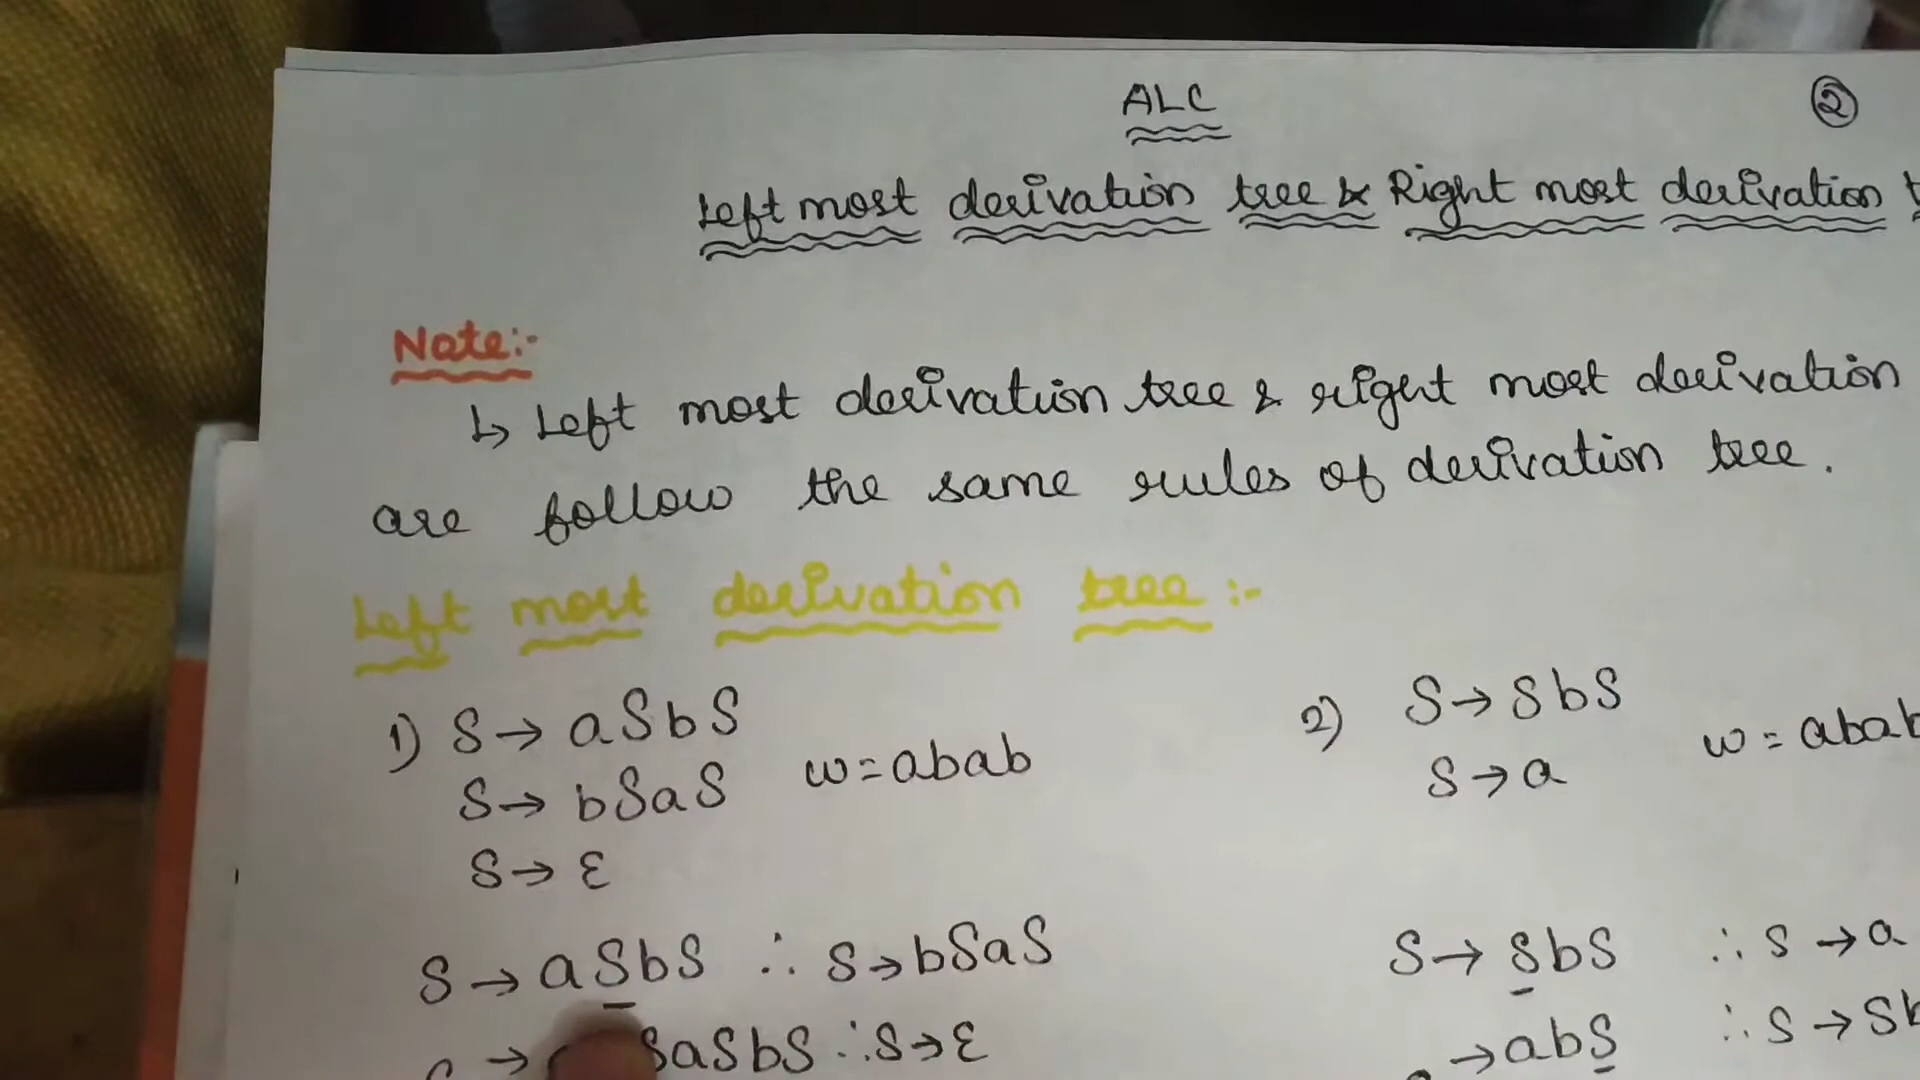 ALC
②
Left most derivation tree & Right most derivation
Note:-
↳ Left most derivation tree & right most derivation
are follow the same rules of derivation tree.
Left most derivation tree :-
1) S → aSbS
S → bSaS w = abab
S → ε
2) S → SbS
S → a w = abab
S → aSbS ∴ S → bSaS
SaSbS ∴ S → ε
S → SbS ∴ S → a
→ abS ∴ S → Sb